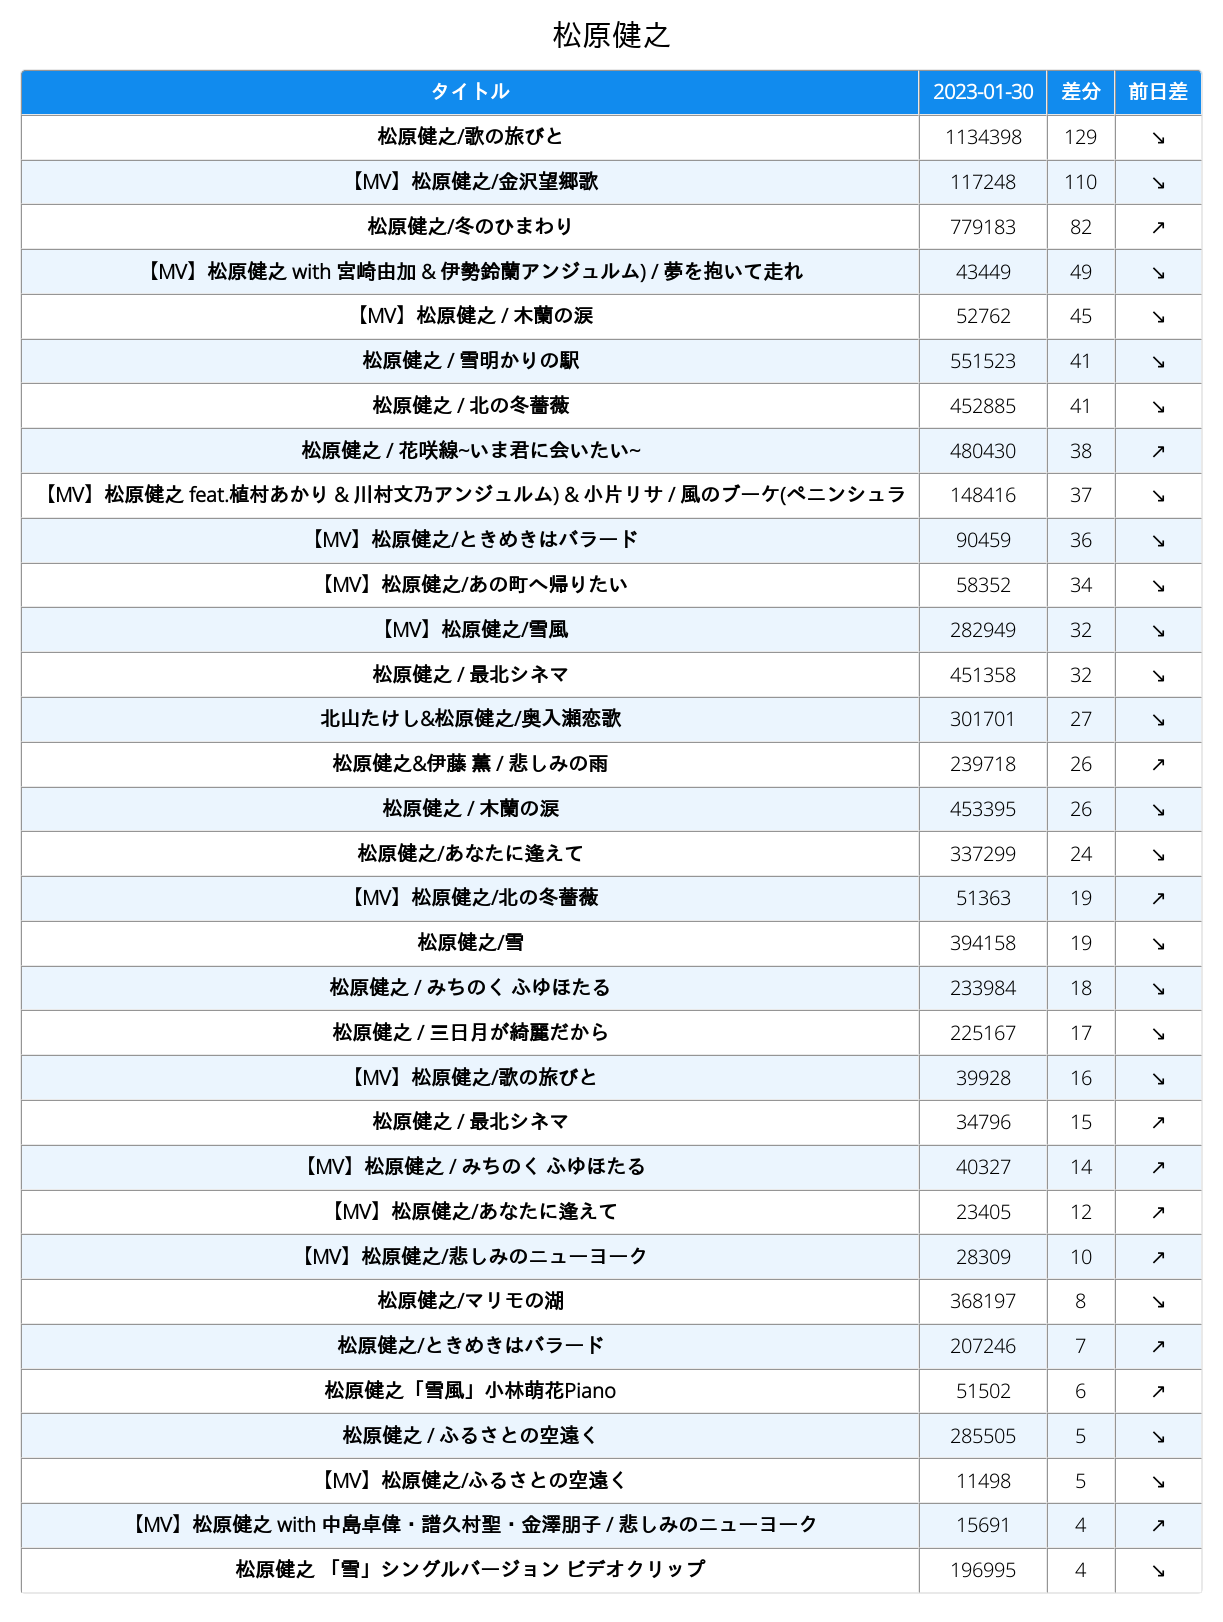 松原健之
タイトル 2023-01-30 差分 前日差
松原健之/歌の旅びと 1134398 129 ↘
【MV】松原健之/金沢望郷歌 117248 110 ↘
松原健之/冬のひまわり 779183 82 ↗
【MV】松原健之 with 宮崎由加 & 伊勢鈴蘭アンジュルム) / 夢を抱いて走れ 43449 49 ↘
【MV】松原健之 / 木蘭の涙 52762 45 ↘
松原健之 / 雪明かりの駅 551523 41 ↘
松原健之 / 北の冬薔薇 452885 41 ↘
松原健之 / 花咲線~いま君に会いたい~ 480430 38 ↗
【MV】松原健之 feat.植村あかり & 川村文乃アンジュルム) & 小片リサ / 風のブーケ(ペニンシュラ 148416 37 ↘
【MV】松原健之/ときめきはバラード 90459 36 ↘
【MV】松原健之/あの町へ帰りたい 58352 34 ↘
【MV】松原健之/雪風 282949 32 ↘
松原健之 / 最北シネマ 451358 32 ↘
北山たけし&松原健之/奥入瀬恋歌 301701 27 ↘
松原健之&伊藤 薫 / 悲しみの雨 239718 26 ↗
松原健之 / 木蘭の涙 453395 26 ↘
松原健之/あなたに逢えて 337299 24 ↘
【MV】松原健之/北の冬薔薇 51363 19 ↗
松原健之/雪 394158 19 ↘
松原健之 / みちのく ふゆほたる 233984 18 ↘
松原健之 / 三日月が綺麗だから 225167 17 ↘
【MV】松原健之/歌の旅びと 39928 16 ↘
松原健之 / 最北シネマ 34796 15 ↗
【MV】松原健之 / みちのく ふゆほたる 40327 14 ↗
【MV】松原健之/あなたに逢えて 23405 12 ↗
【MV】松原健之/悲しみのニューヨーク 28309 10 ↗
松原健之/マリモの湖 368197 8 ↘
松原健之/ときめきはバラード 207246 7 ↗
松原健之「雪風」小林萌花Piano 51502 6 ↗
松原健之 / ふるさとの空遠く 285505 5 ↘
【MV】松原健之/ふるさとの空遠く 11498 5 ↘
【MV】松原健之 with 中島卓偉・譜久村聖・金澤朋子 / 悲しみのニューヨーク 15691 4 ↗
松原健之 「雪」シングルバージョン ビデオクリップ 196995 4 ↘